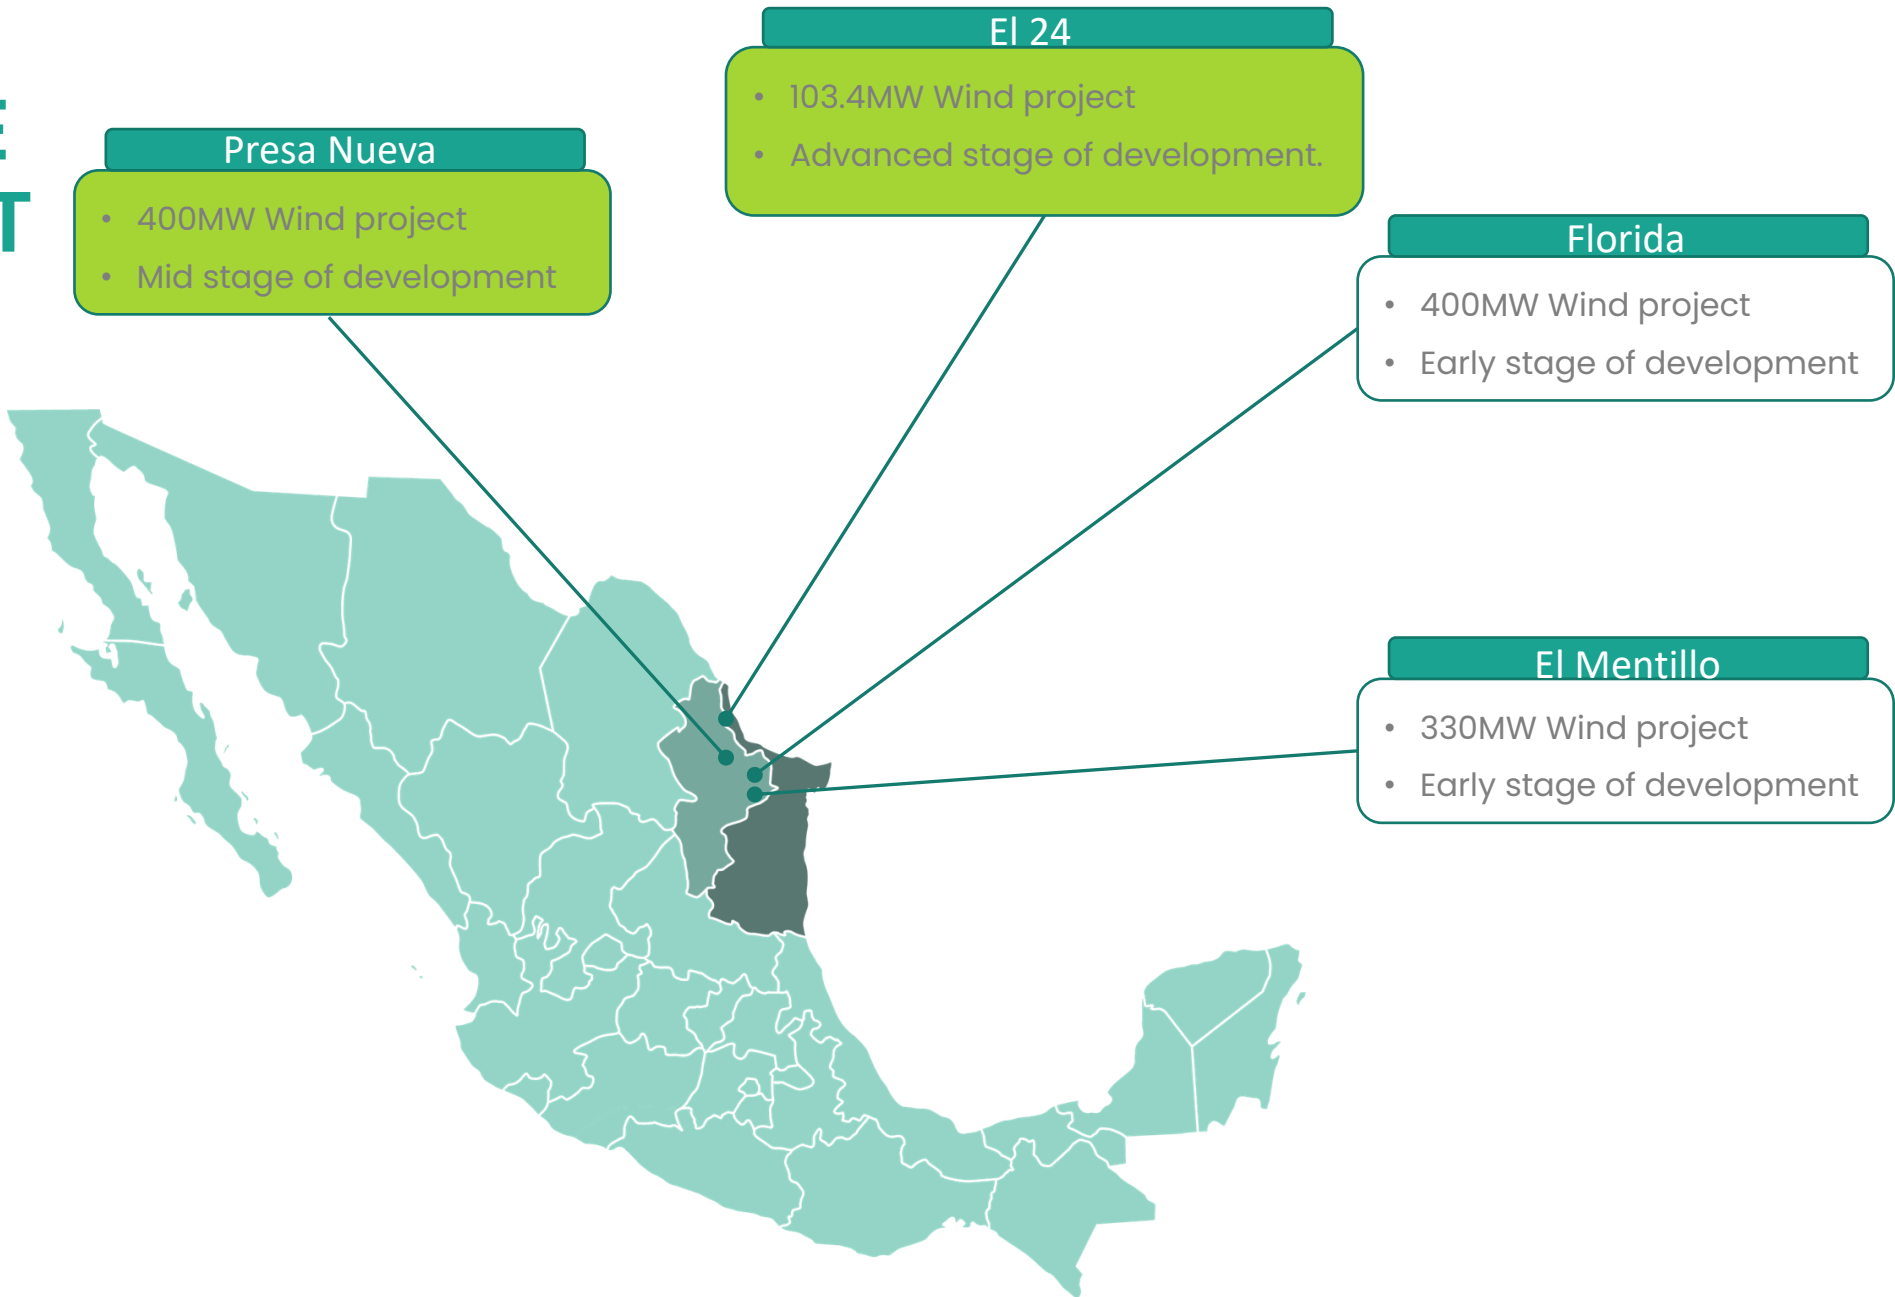 El 24
• 103.4MW Wind project
• Advanced stage of development.
Presa Nueva
• 400MW Wind project
• Mid stage of development
Florida
• 400MW Wind project
• Early stage of development
El Mentillo
• 330MW Wind project
• Early stage of development